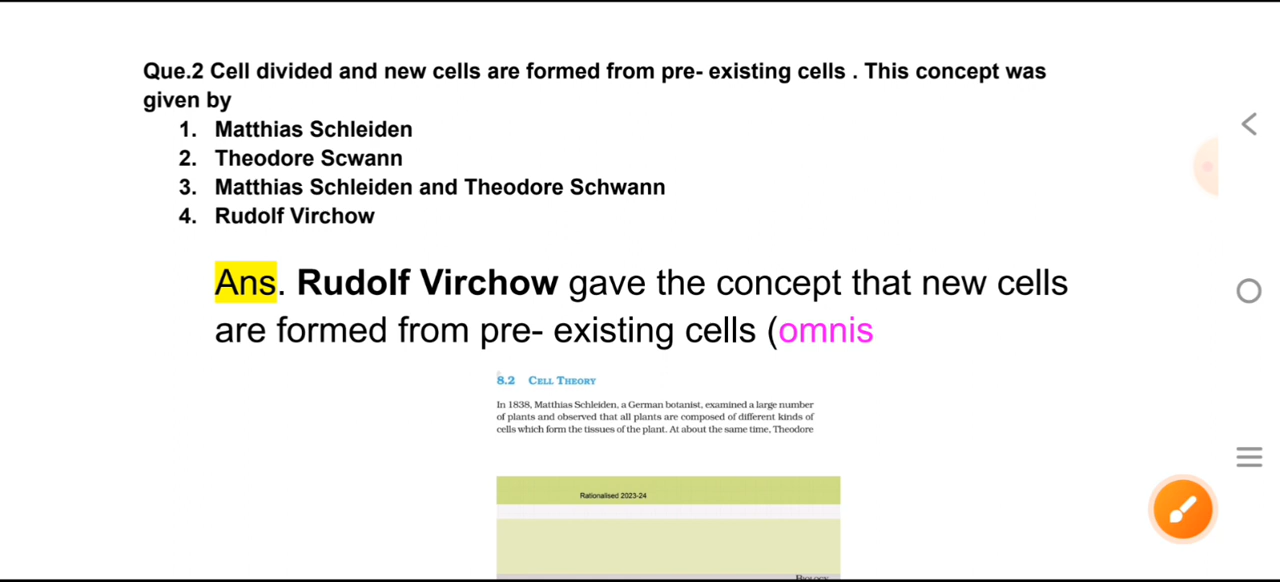 Que.2 Cell divided and new cells are formed from pre- existing cells . This concept was
given by
1. Matthias Schleiden
2. Theodore Scwann
3. Matthias Schleiden and Theodore Schwann
4. Rudolf Virchow
Ans. Rudolf Virchow gave the concept that new cells
are formed from pre- existing cells (omnis
8.2 CELL THEORY
In 1838, Matthias Schleiden, a German botanist, examined a large number
of plants and observed that all plants are composed of different kinds of
cells which form the tissues of the plant. At about the same time, Theodore
Rationalised 2023-24
BIOLOGY